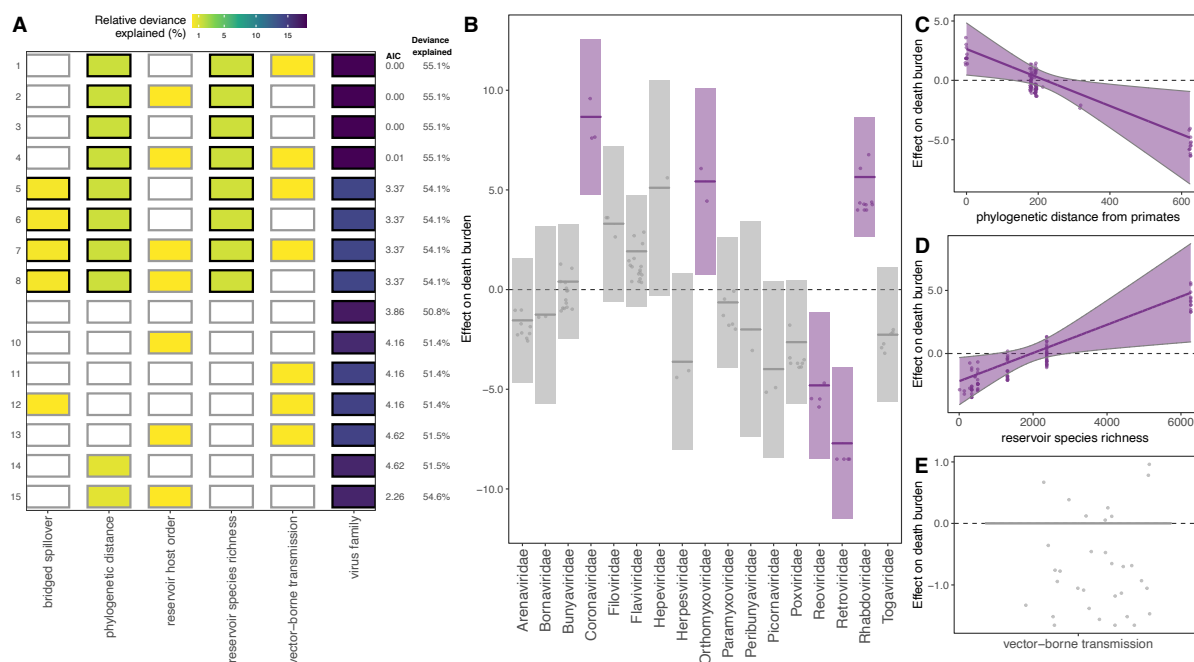 A
Relative deviance
explained (%)
1 5 10 15
AIC
Deviance
explained
1 0.00 55.1%
2 0.00 55.1%
3 0.00 55.1%
4 0.01 55.1%
5 3.37 54.1%
6 3.37 54.1%
7 3.37 54.1%
8 3.37 54.1%
3.86 50.8%
10 4.16 51.4%
11 4.16 51.4%
12 4.16 51.4%
13 4.62 51.5%
14 4.62 51.5%
15 2.26 54.6%
bridged spillover
phylogenetic distance
reservoir host order
reservoir species richness
vector−borne transmission
virus family
B
Effect on death burden
10.0
5.0
0.0
−5.0
−10.0
Arenaviridae
Bornaviridae
Bunyaviridae
Coronaviridae
Filoviridae
Flaviviridae
Hepeviridae
Herpesviridae
Orthomyxoviridae
Paramyxoviridae
Peribunyaviridae
Picornaviridae
Poxviridae
Reoviridae
Retroviridae
Rhabdoviridae
Togaviridae
C
Effect on death burden
5.0
0.0
−5.0
0 200 400 600
phylogenetic distance from primates
D
Effect on death burden
5.0
0.0
−5.0
0 2000 4000 6000
reservoir species richness
E
Effect on death burden
1.0
0.0
−1.0
vector−borne transmission